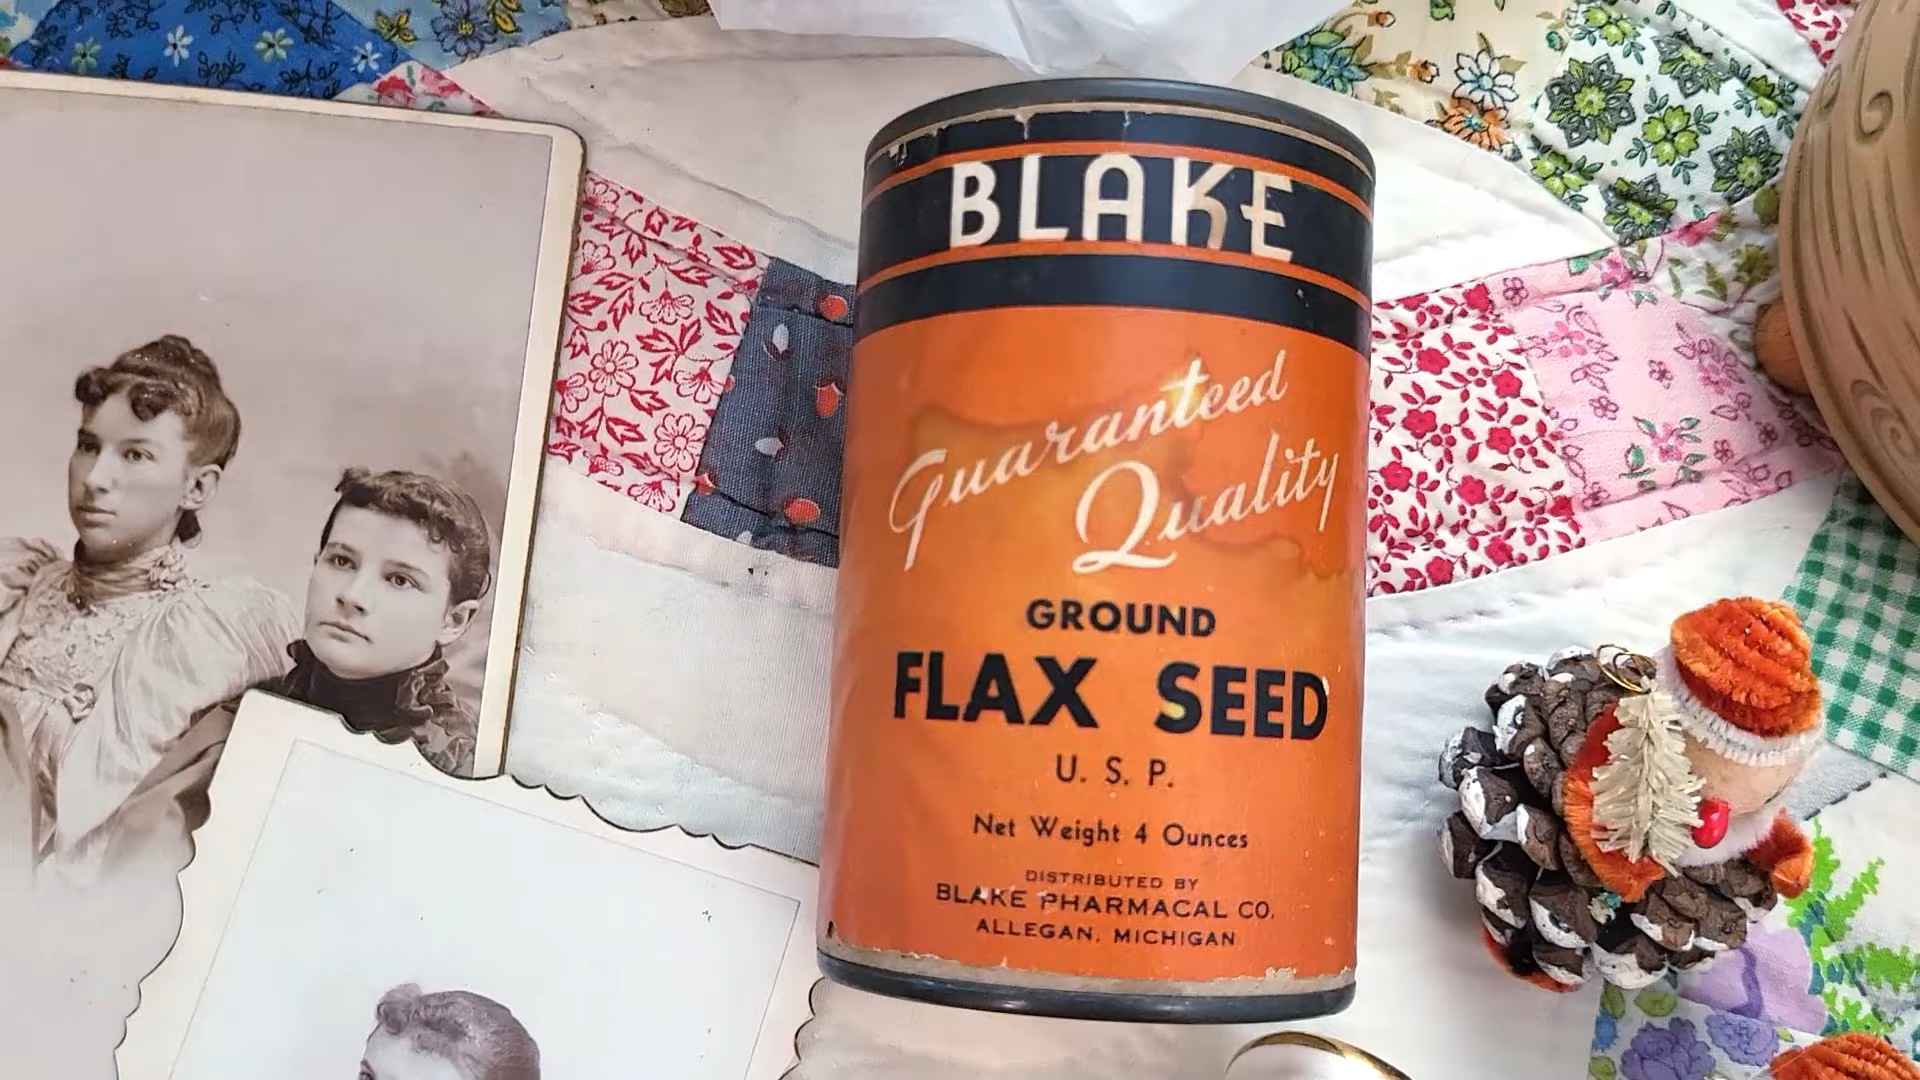 BLAKE
Guaranteed
Quality
GROUND
FLAX SEED
U. S. P.
Net Weight 4 Ounces
DISTRIBUTED BY
BLAKE PHARMACAL CO.
ALLEGAN, MICHIGAN